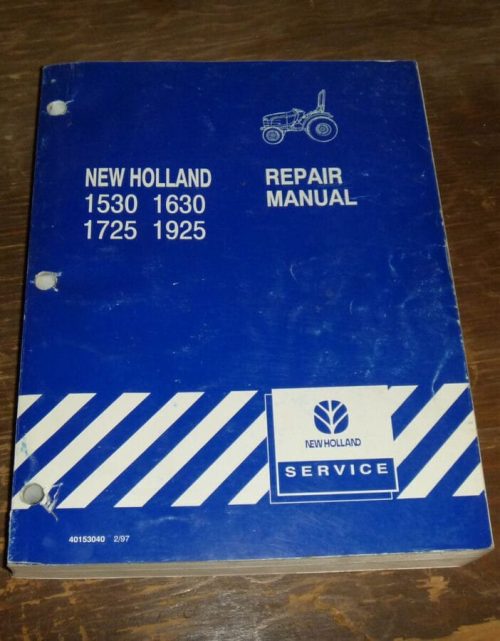 NEW HOLLAND
1530 1630
1725 1925
REPAIR
MANUAL
NEW HOLLAND
SERVICE
40153040 2/97